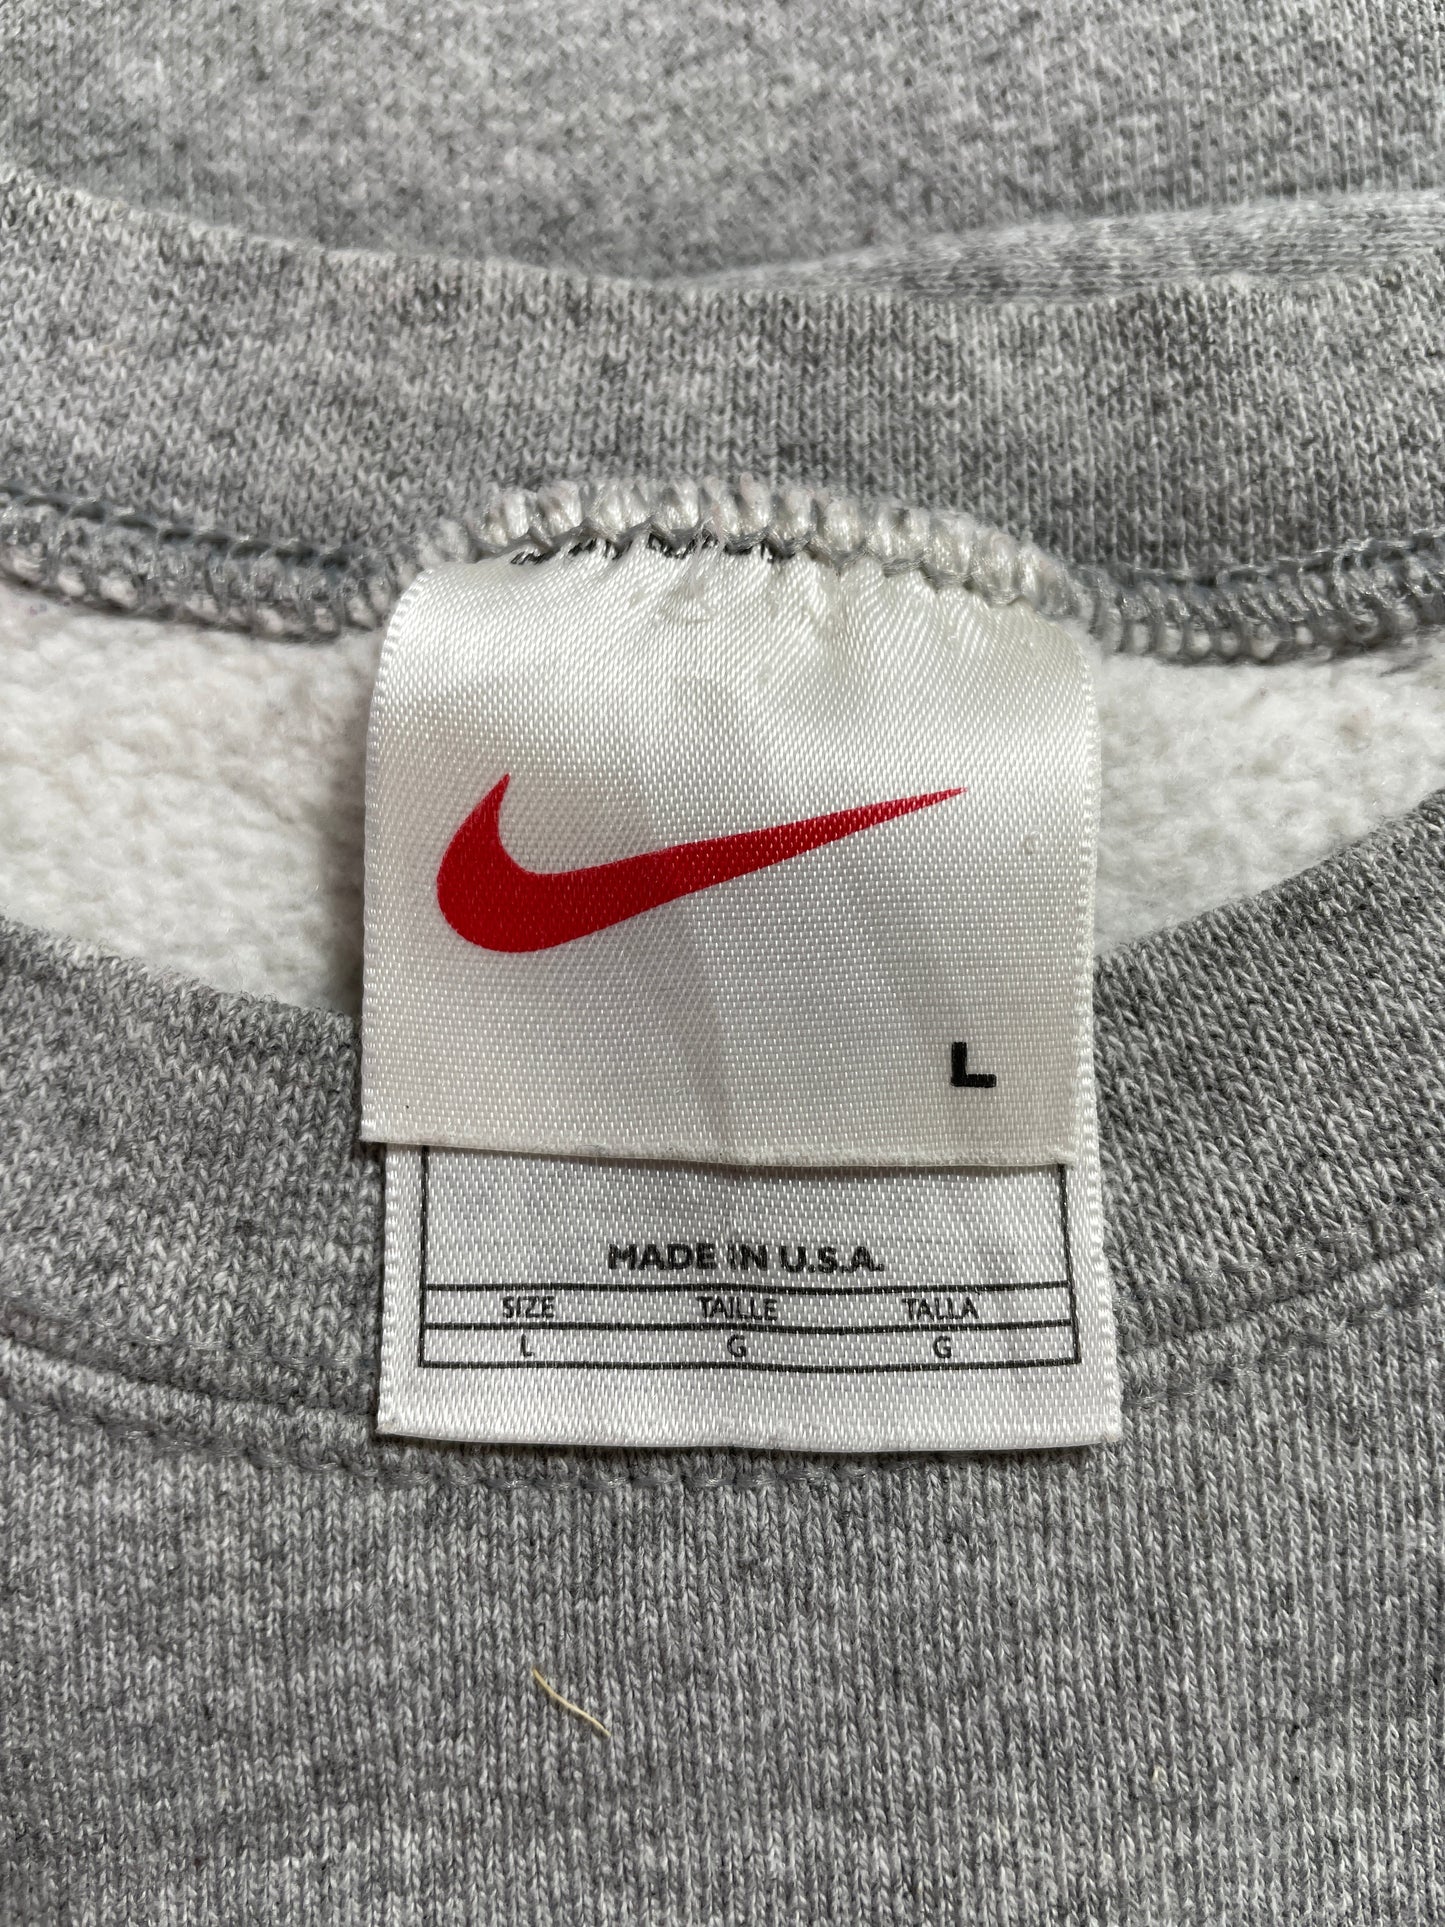 L
MADE IN U.S.A.
SIZE TAILLE TALLA
L G G